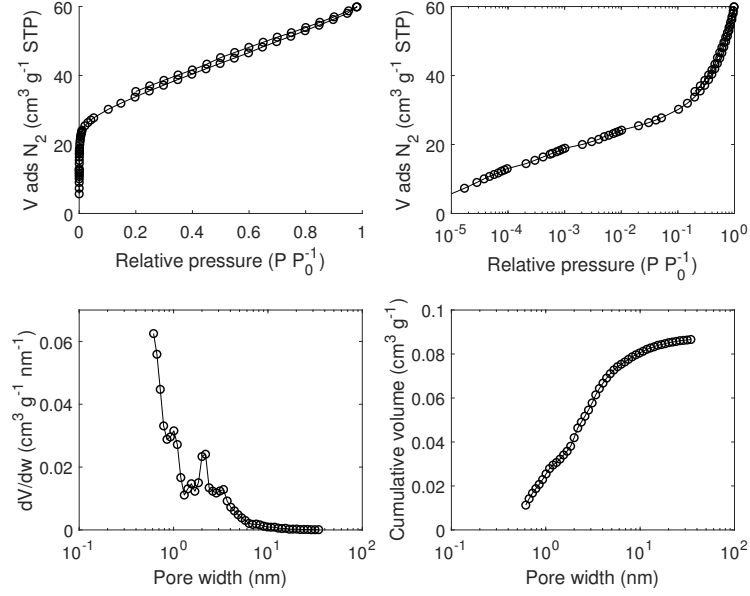 60
40
20
0
V ads N2 (cm3 g-1 STP)
0 0.2 0.4 0.6 0.8 1
Relative pressure (P P0-1)
60
40
20
0
V ads N2 (cm3 g-1 STP)
10-5 10-4 10-3 10-2 10-1 100
Relative pressure (P P0-1)
0.06
0.04
0.02
0
dV/dw (cm3 g-1 nm-1)
10-1 100 101 102
Pore width (nm)
0.1
0.08
0.06
0.04
0.02
0
Cumulative volume (cm3 g-1)
10-1 100 101 102
Pore width (nm)